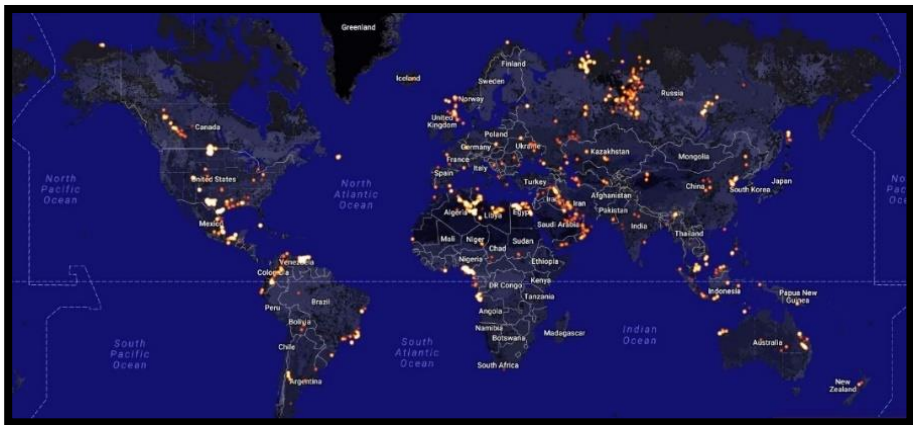 Greenland
Iceland
Finland
Sweden
Norway
Russia
Canada
United
Kingdom
Poland
Germany
Ukraine
Kazakhstan
France
Mongolia
Italy
North
Pacific
Ocean
United States
North
Atlantic
Ocean
Spain
Turkey
China
South Korea
Japan
Afghanistan
Iran
Pakistan
Algeria
Libya
Egypt
Saudi Arabia
India
Mexico
Mali
Niger
Chad
Sudan
Thailand
Nigeria
Ethiopia
Venezuela
Colombia
DR Congo
Kenya
Tanzania
Indonesia
Papua New
Guinea
Peru
Brazil
Angola
Bolivia
Namibia
Botswana
Madagascar
Indian
Ocean
South
Pacific
Ocean
Chile
South
Atlantic
Ocean
Australia
South Africa
Argentina
New
Zealand